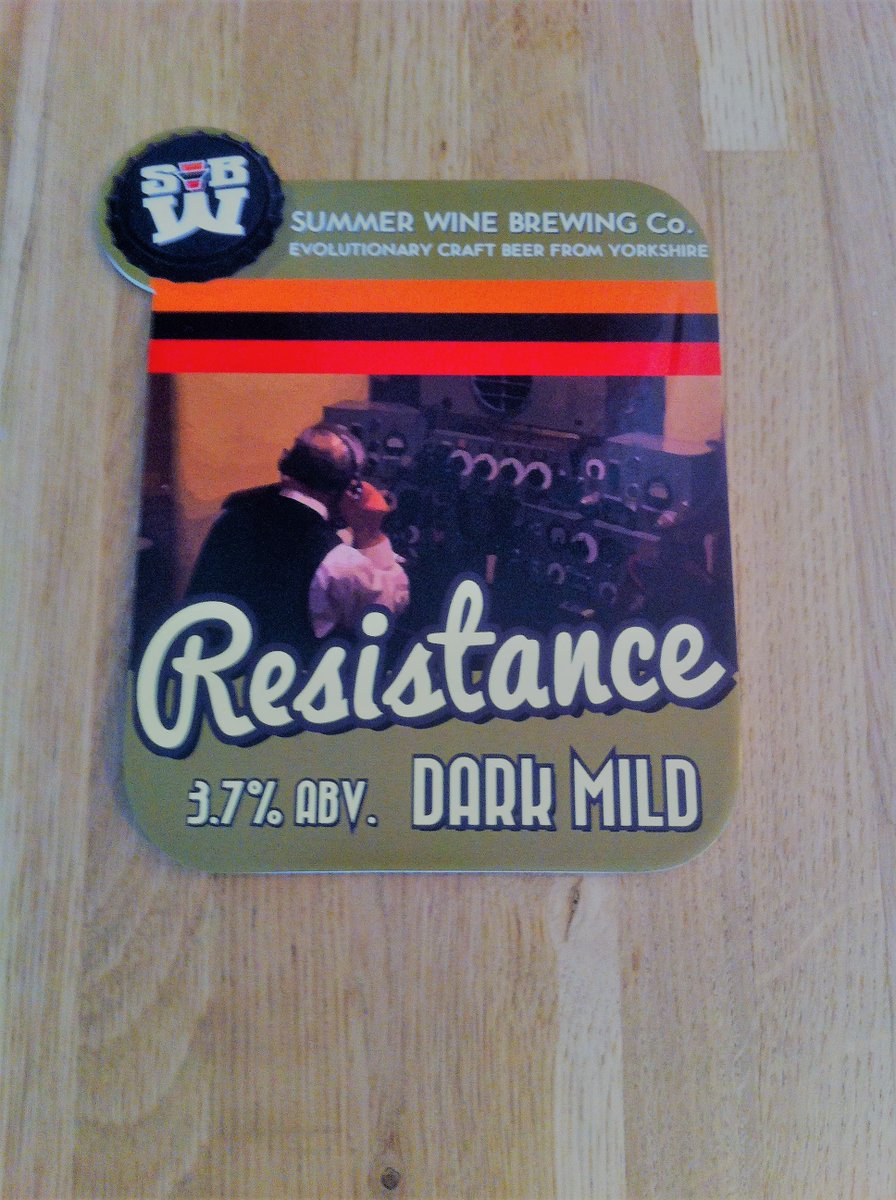 SBW
SUMMER WINE BREWING Co.
EVOLUTIONARY CRAFT BEER FROM YORKSHIRE
Resistance
3.7% ABV. DARK MILD